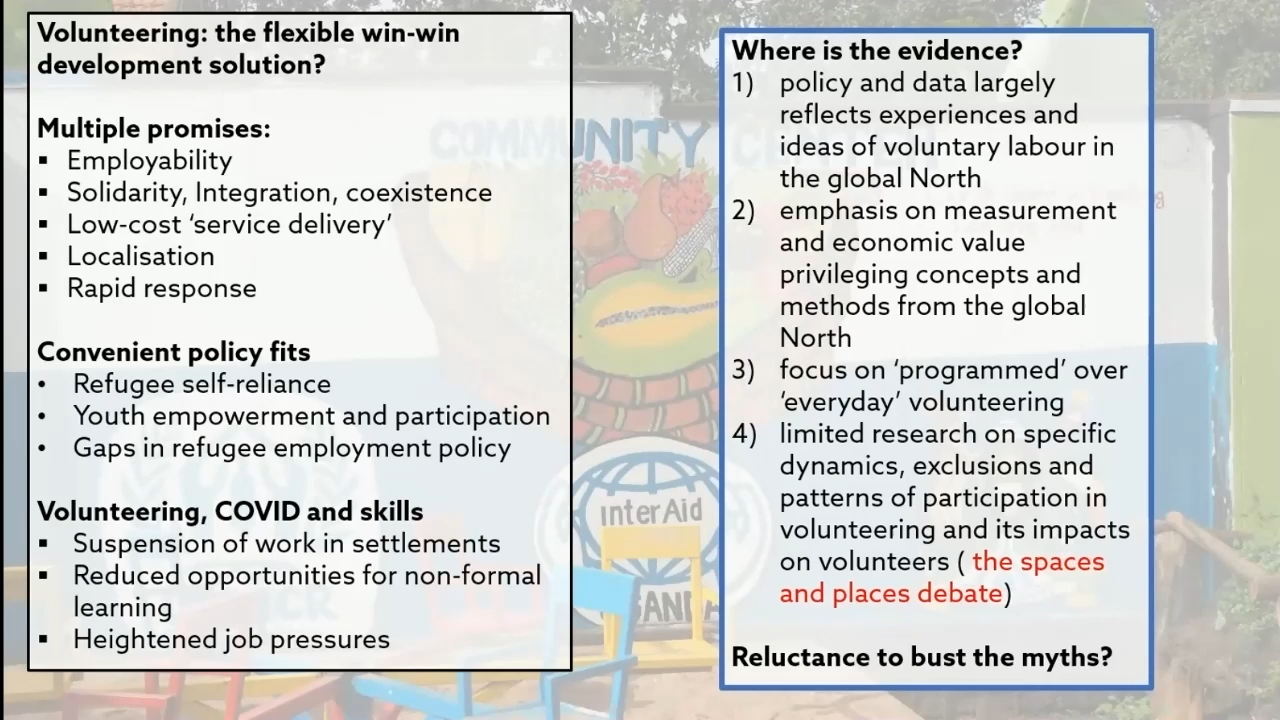 Volunteering: the flexible win-win
development solution?
Multiple promises:
▪ Employability
▪ Solidarity, Integration, coexistence
▪ Low-cost ‘service delivery’
▪ Localisation
▪ Rapid response
Convenient policy fits
• Refugee self-reliance
• Youth empowerment and participation
• Gaps in refugee employment policy
Volunteering, COVID and skills
▪ Suspension of work in settlements
▪ Reduced opportunities for non-formal
learning
▪ Heightened job pressures
COMMUNITY CENTER
InterAid
Where is the evidence?
1) policy and data largely
reflects experiences and
ideas of voluntary labour in
the global North
2) emphasis on measurement
and economic value
privileging concepts and
methods from the global
North
3) focus on ‘programmed’ over
‘everyday’ volunteering
4) limited research on specific
dynamics, exclusions and
patterns of participation in
volunteering and its impacts
on volunteers ( the spaces
and places debate)
Reluctance to bust the myths?